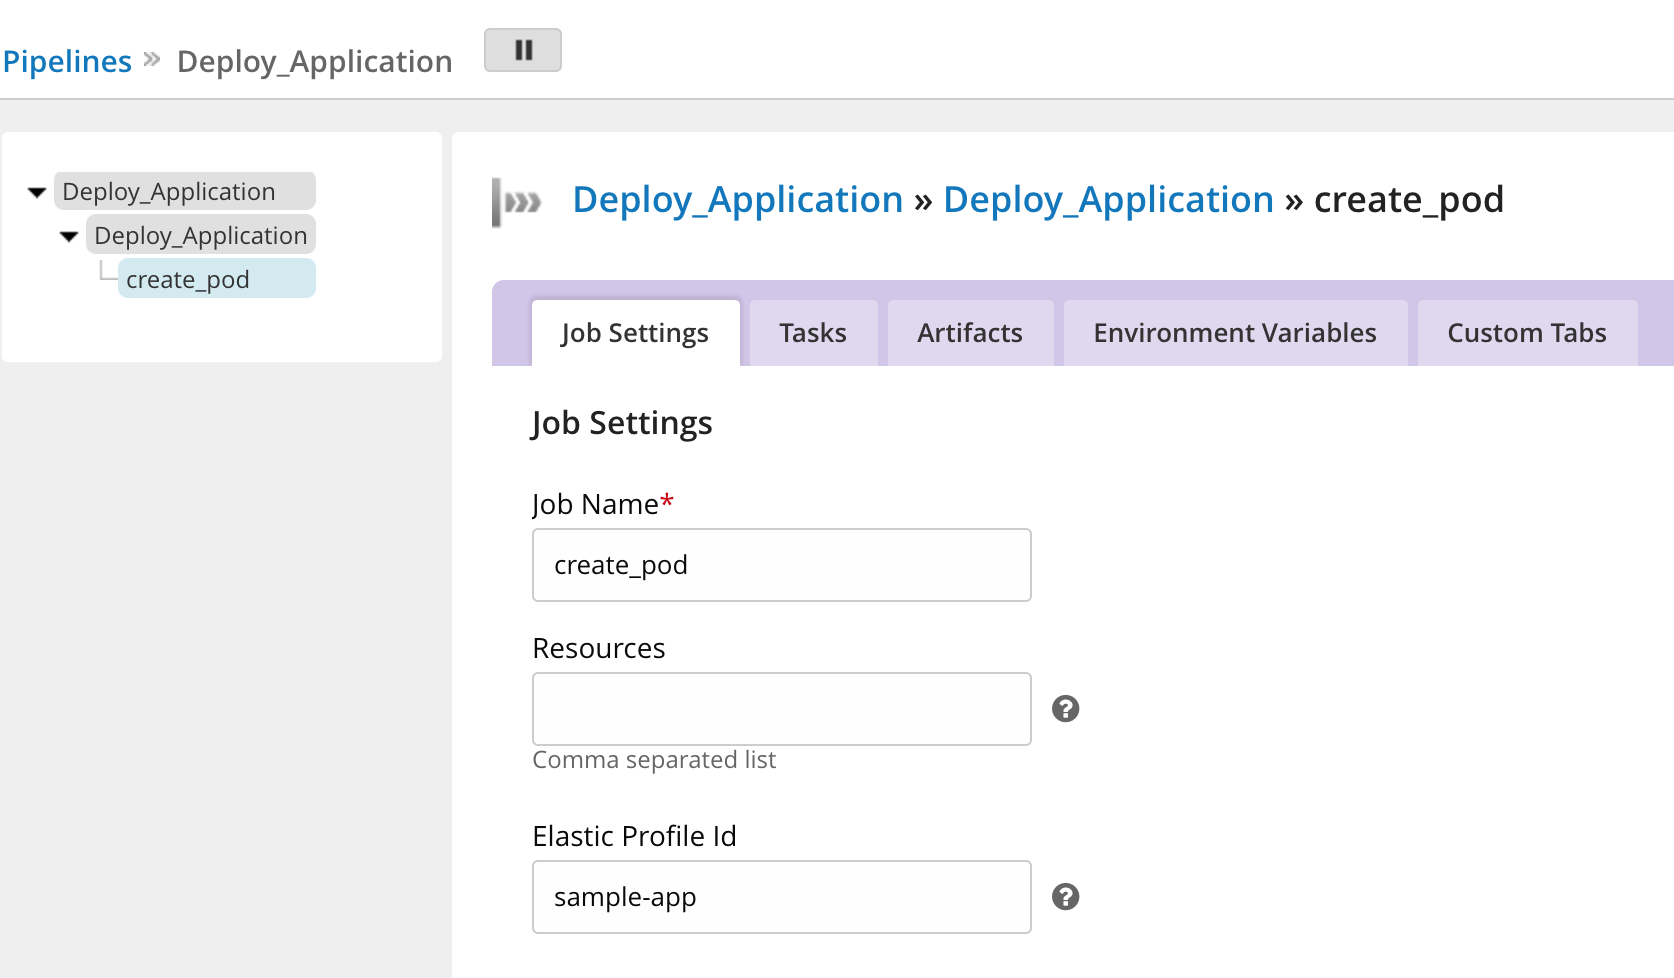 Pipelines » Deploy_Application
Deploy_Application
Deploy_Application
create_pod
Deploy_Application » Deploy_Application » create_pod
Job Settings Tasks Artifacts Environment Variables Custom Tabs
Job Settings
Job Name*
create_pod
Resources
?
Comma separated list
Elastic Profile Id
sample-app ?